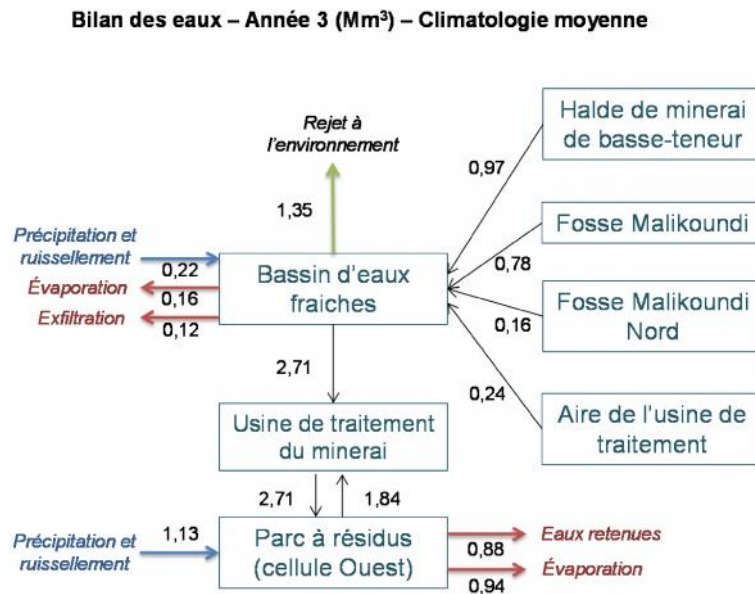 Bilan des eaux – Année 3 (Mm³) – Climatologie moyenne
Rejet à
l'environnement
1,35
Halde de minerai
de basse-teneur
0,97
Fosse Malikoundi
0,78
Fosse Malikoundi
Nord
0,16
Aire de l'usine de
traitement
0,24
Précipitation et
ruissellement
0,22
Évaporation
0,16
Exfiltration
0,12
Bassin d'eaux
fraiches
2,71
Usine de traitement
du minerai
2,71
1,84
Précipitation et
ruissellement
1,13
Parc à résidus
(cellule Ouest)
Eaux retenues
0,88
Évaporation
0,94